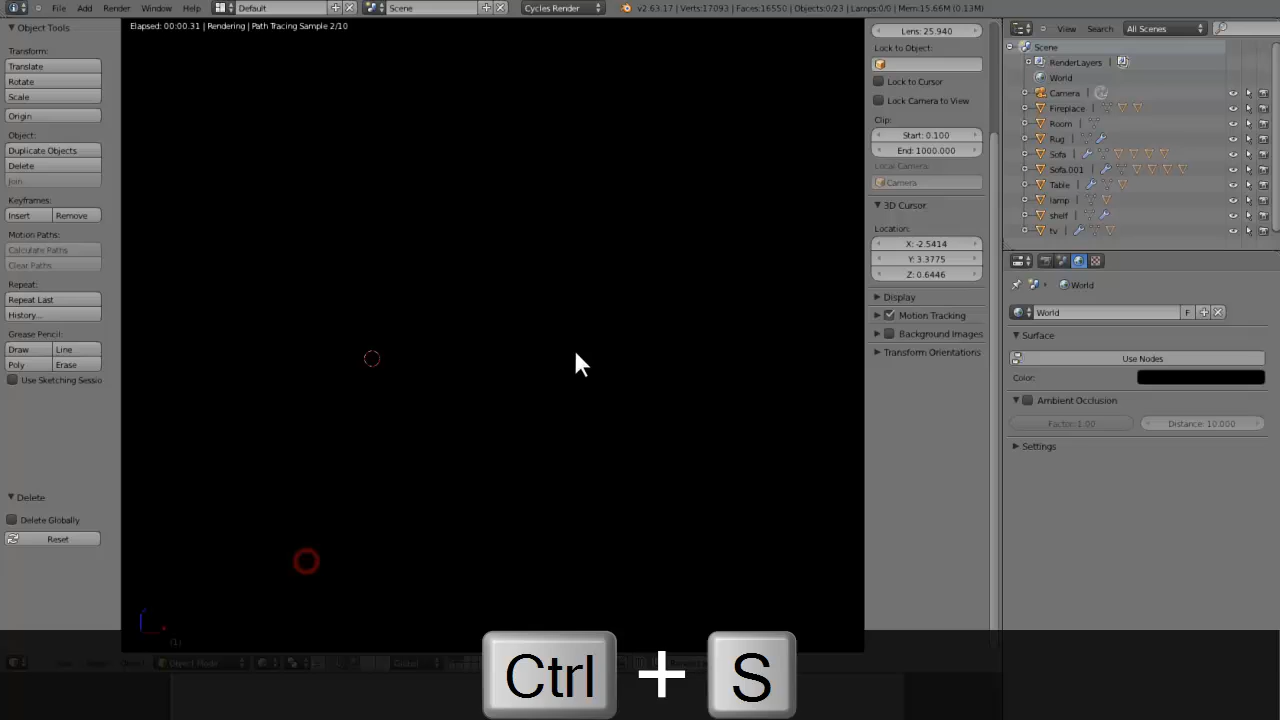 File Add Render Window Help Default Scene Cycles Render v2.63.17 | Verts:17093 | Faces:16550 | Objects:0/23 | Lamps:0/0 | Mem:15.66M (0.13M)
Elapsed: 00:00.31 | Rendering | Path Tracing Sample 2/10
Object Tools
Transform:
Translate
Rotate
Scale
Origin
Object:
Duplicate Objects
Delete
Join
Keyframes:
Insert Remove
Motion Paths:
Calculate Paths
Clear Paths
Repeat:
Repeat Last
History...
Grease Pencil:
Draw Line
Poly Erase
Use Sketching Sessio
Delete
Delete Globally
Reset
(1)
Object Mode
Global
Lens: 25.940
Lock to Object:
Lock to Cursor
Lock Camera to View
Clip:
Start: 0.100
End: 1000.000
Local Camera:
Camera
3D Cursor
Location:
X: -2.5414
Y: 3.3775
Z: 0.6446
Display
Motion Tracking
Background Images
Transform Orientations
View Search All Scenes
Scene
RenderLayers |
World
Camera |
Fireplace |
Room |
Rug |
Sofa |
Sofa.001 |
Table |
lamp |
shelf |
tv |
World
World F
Surface
Use Nodes
Color:
Ambient Occlusion
Factor: 1.00 Distance: 10.000
Settings
Ctrl + S